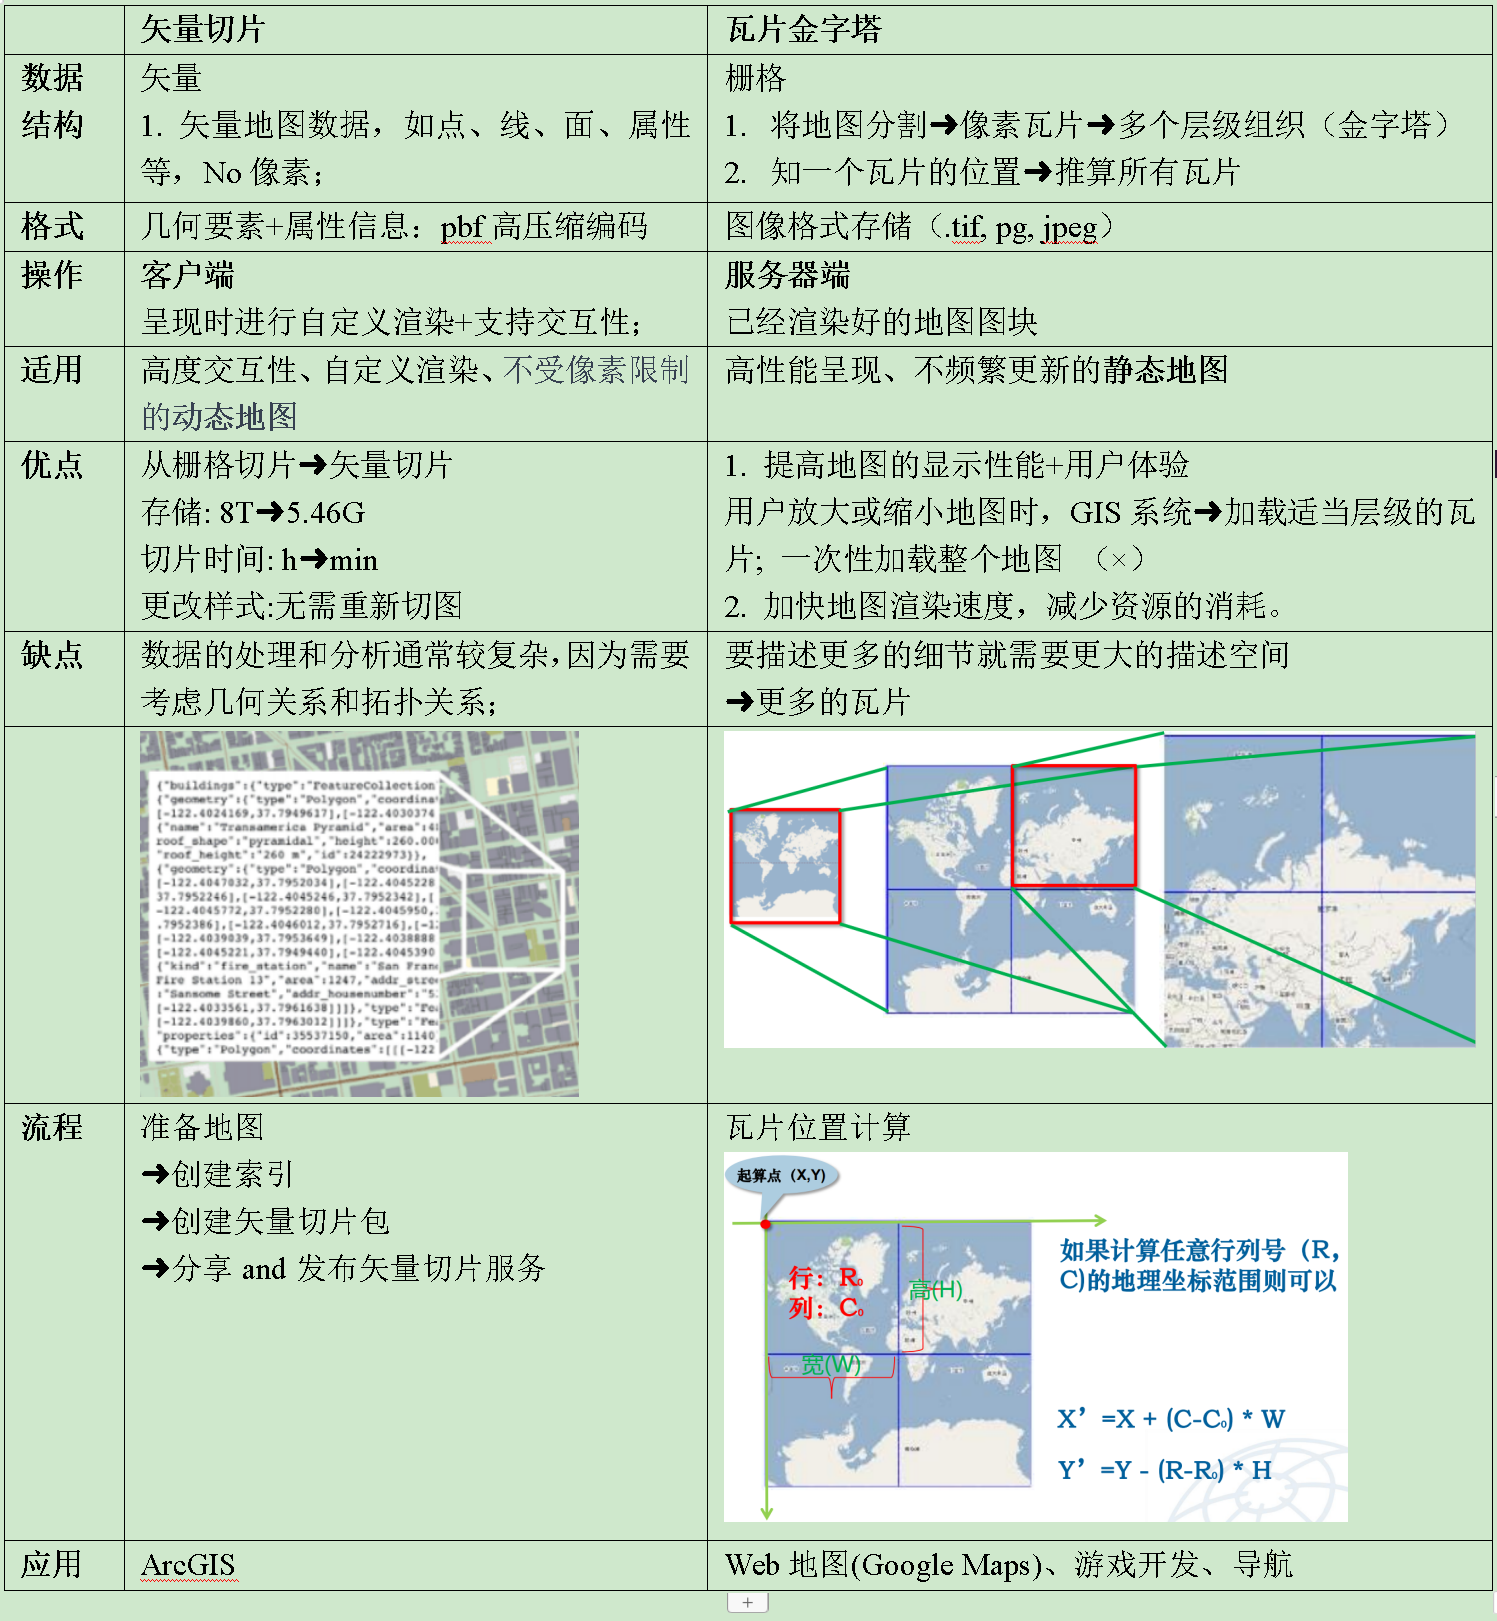 矢量切片
瓦片金字塔
数据
结构
矢量
1. 矢量地图数据，如点、线、面、属性
等，No 像素；
栅格
1. 将地图分割➜像素瓦片➜多个层级组织（金字塔）
2. 知一个瓦片的位置➜推算所有瓦片
格式
几何要素+属性信息：pbf 高压缩编码
图像格式存储（.tif, pg, jpeg）
操作
客户端
呈现时进行自定义渲染+支持交互性；
服务器端
已经渲染好的地图图块
适用
高度交互性、自定义渲染、不受像素限制
的动态地图
高性能呈现、不频繁更新的静态地图
优点
从栅格切片➜矢量切片
存储: 8T➜5.46G
切片时间: h➜min
更改样式:无需重新切图
1. 提高地图的显示性能+用户体验
用户放大或缩小地图时，GIS 系统➜加载适当层级的瓦
片；一次性加载整个地图 （×）
2. 加快地图渲染速度，减少资源的消耗。
缺点
数据的处理和分析通常较复杂，因为需要
考虑几何关系和拓扑关系；
要描述更多的细节就需要更大的描述空间
➜更多的瓦片
{"buildings":{"type":"FeatureCollection
{"geometry":{"type":"Polygon","coordina
[-122.4024169,37.7949617],[-122.4030374
{"name":"Transamerica Pyramid","area":4
roof_shape":"pyramidal","height":260.00
"roof_height":"260 m","id":24222973}},
{"geometry":{"type":"Polygon","coordina
[-122.4047032,37.7952034],[-122.4045228
37.7952246],[-122.4045246,37.7952342],[
-122.4045772,37.7952280],[-122.4045950,
.7952386],[-122.4046012,37.7952716],[-12
[-122.4039039,37.7953649],[-122.4038888
[-122.4045221,37.7949440],[-122.4045390
{"kind":"fire_station","name":"San Fran
Fire Station 13","area":1247,"addr_stre
:"Sansome Street","addr_housenumber":"5
[-122.4033561,37.7961638]]]},"type":"Fe
[-122.4039860,37.7963012]]]},"type":"Fe
"properties":{"id":35537150,"area":1140
{"type":"Polygon","coordinates":[[[-122
流程
准备地图
➜创建索引
➜创建矢量切片包
➜分享 and 发布矢量切片服务
瓦片位置计算
起算点（X,Y）
行：R₀
列：C₀
高(H)
宽(W)
如果计算任意行列号（R，
C)的地理坐标范围则可以
X’=X + (C-C₀) * W
Y’=Y - (R-R₀) * H
应用
ArcGIS
Web 地图(Google Maps)、游戏开发、导航